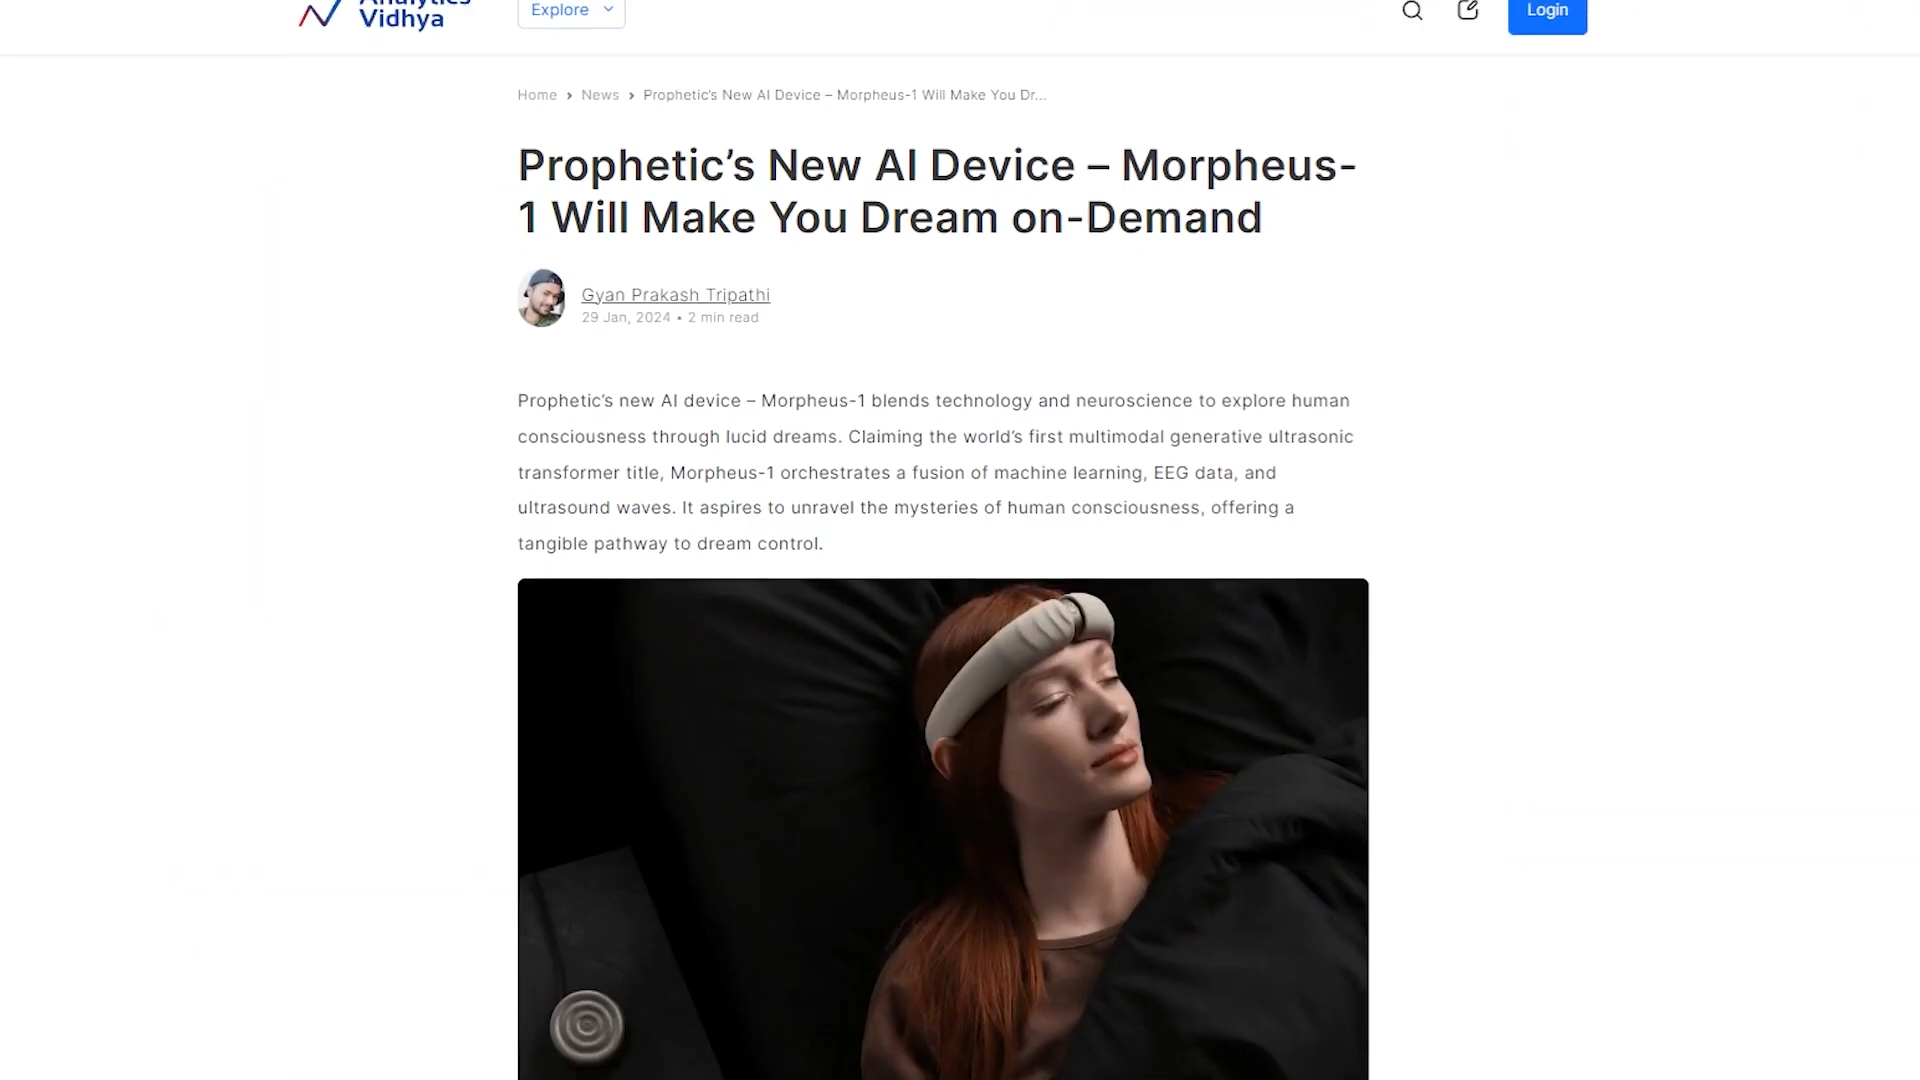 Analytics
Vidhya
Explore
Login
Home › News › Prophetic’s New AI Device – Morpheus-1 Will Make You Dr...
Prophetic’s New AI Device – Morpheus-
1 Will Make You Dream on-Demand
Gyan Prakash Tripathi
29 Jan, 2024 • 2 min read
Prophetic’s new AI device – Morpheus-1 blends technology and neuroscience to explore human
consciousness through lucid dreams. Claiming the world’s first multimodal generative ultrasonic
transformer title, Morpheus-1 orchestrates a fusion of machine learning, EEG data, and
ultrasound waves. It aspires to unravel the mysteries of human consciousness, offering a
tangible pathway to dream control.